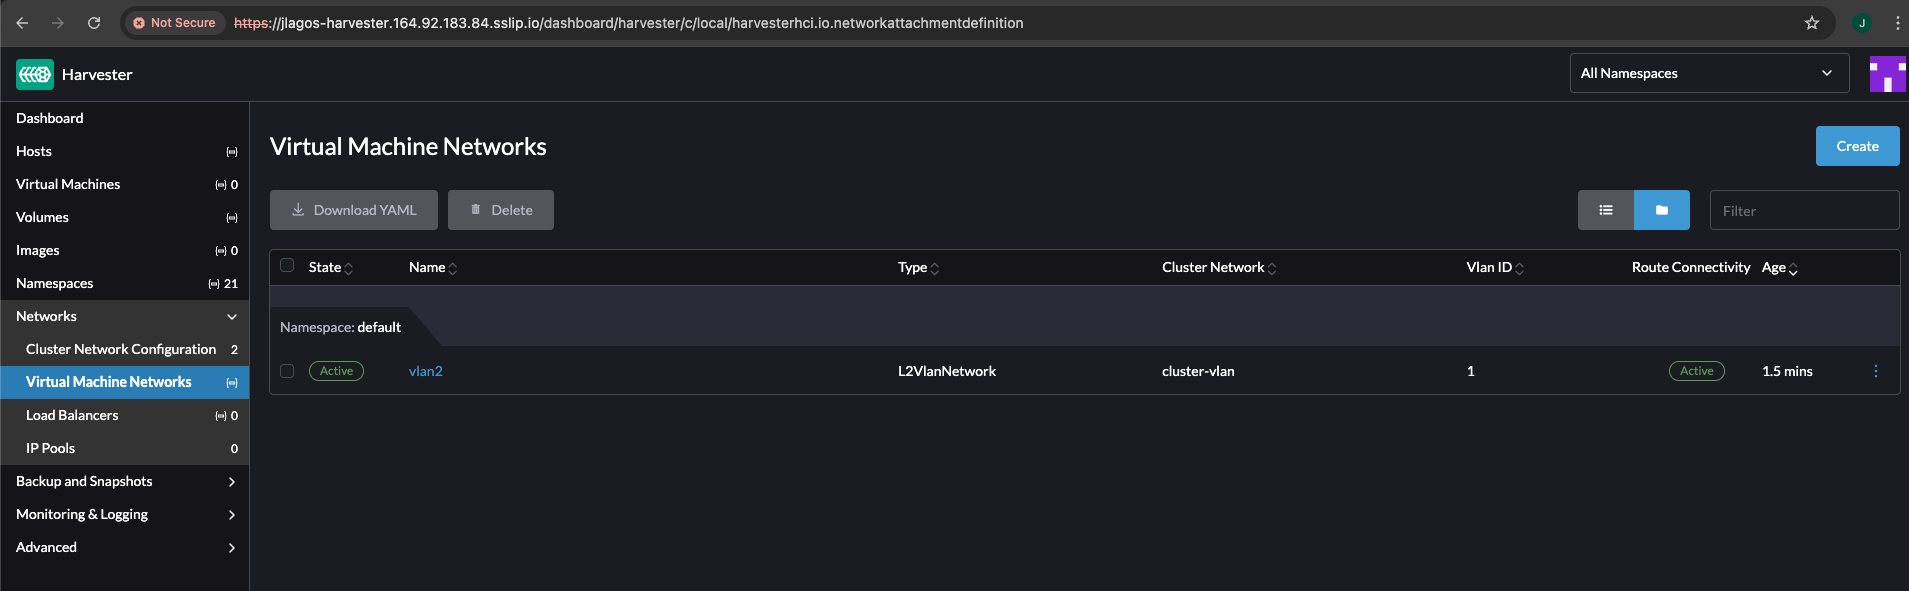 Not Secure https://jlagos-harvester.164.92.183.84.sslip.io/dashboard/harvester/c/local/harvesterhci.io.networkattachmentdefinition J
Harvester
All Namespaces
Dashboard
Hosts
Virtual Machines 0
Volumes
Images 0
Namespaces 21
Networks
Cluster Network Configuration 2
Virtual Machine Networks
Load Balancers 0
IP Pools 0
Backup and Snapshots
Monitoring & Logging
Advanced
Virtual Machine Networks
Create
Download YAML Delete Filter
State Name Type Cluster Network Vlan ID Route Connectivity Age
Namespace: default
Active vlan2 L2VlanNetwork cluster-vlan 1 Active 1.5 mins